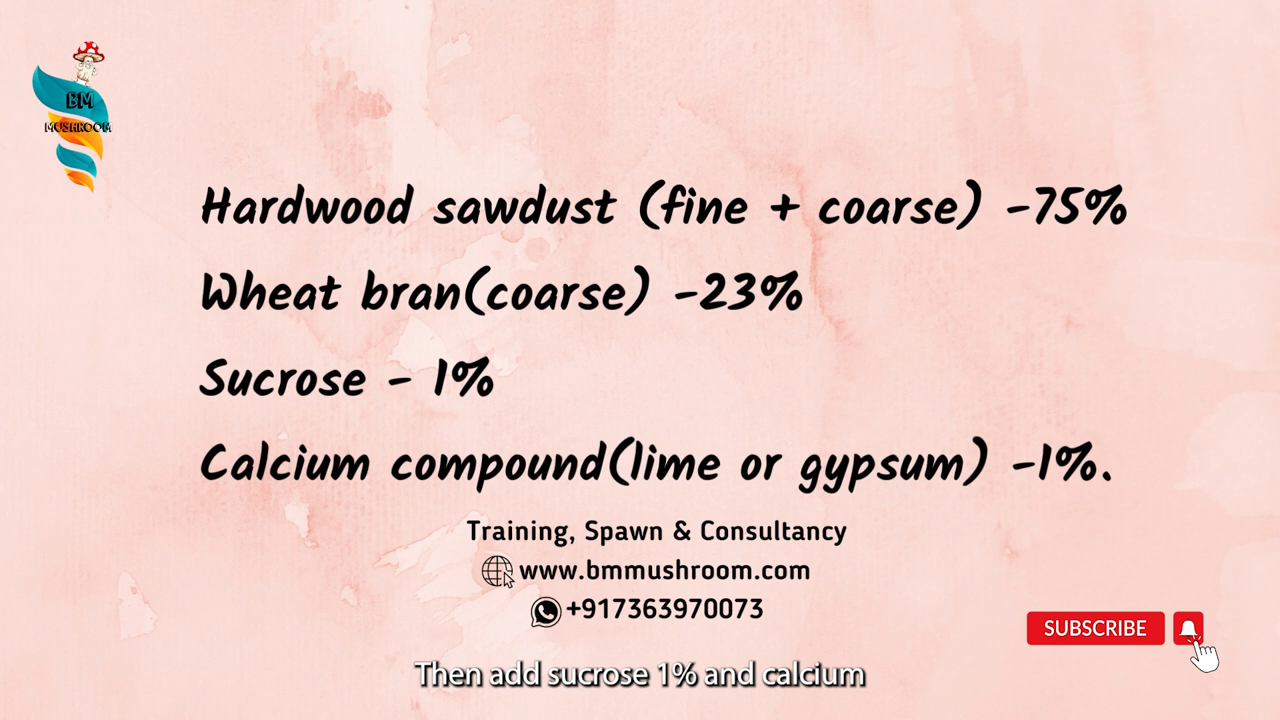 BM
MUSHROOM
Hardwood sawdust (fine + coarse) -75%
Wheat bran(coarse) -23%
Sucrose - 1%
Calcium compound(lime or gypsum) -1%.
Training, Spawn & Consultancy
www.bmmushroom.com
+917363970073
SUBSCRIBE
Then add sucrose 1% and calcium